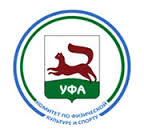 УФА
КОМИТЕТ ПО ФИЗИЧЕСКОЙ
КУЛЬТУРЕ И СПОРТУ